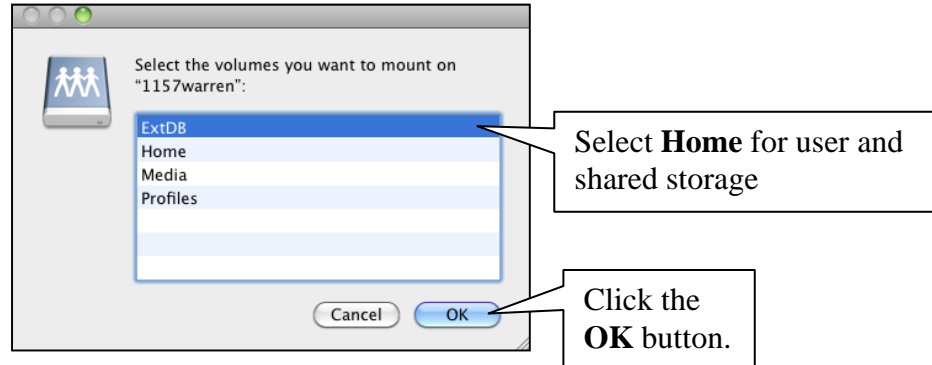 Select the volumes you want to mount on
“1157warren”:
ExtDB
Home
Media
Profiles
Select Home for user and
shared storage
Cancel
OK
Click the
OK button.